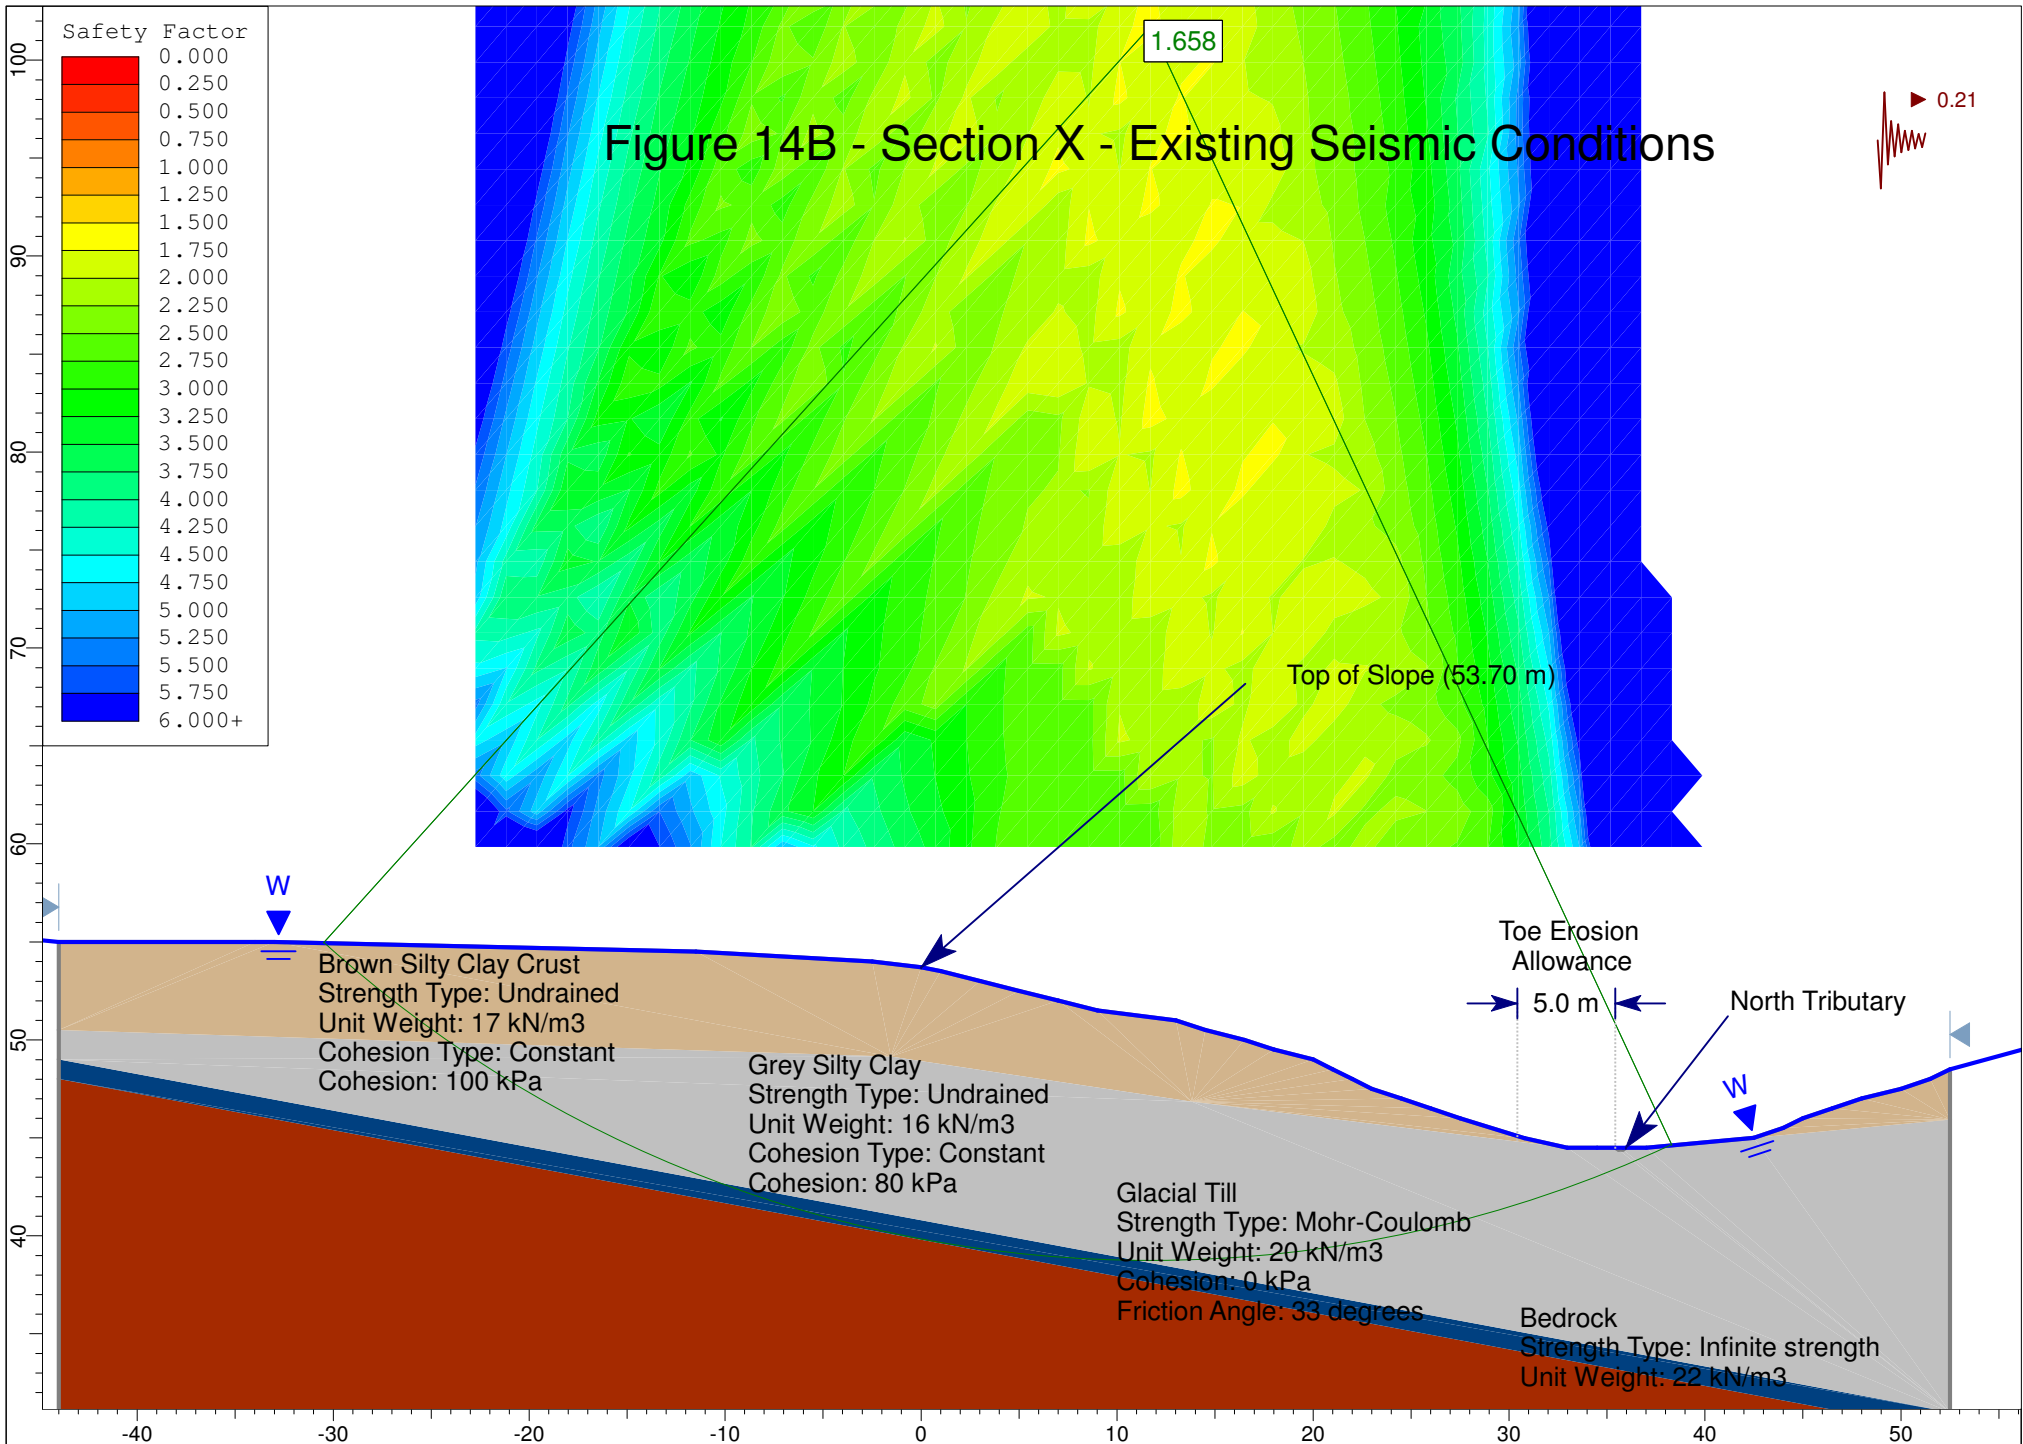 Safety Factor
0.000
0.250
0.500
0.750
1.000
1.250
1.500
1.750
2.000
2.250
2.500
2.750
3.000
3.250
3.500
3.750
4.000
4.250
4.500
4.750
5.000
5.250
5.500
5.750
6.000+
1.658
0.21
Figure 14B - Section X - Existing Seismic Conditions
Top of Slope (53.70 m)
W
Toe Erosion
Allowance
5.0 m
North Tributary
W
Brown Silty Clay Crust
Strength Type: Undrained
Unit Weight: 17 kN/m3
Cohesion Type: Constant
Cohesion: 100 kPa
Grey Silty Clay
Strength Type: Undrained
Unit Weight: 16 kN/m3
Cohesion Type: Constant
Cohesion: 80 kPa
Glacial Till
Strength Type: Mohr-Coulomb
Unit Weight: 20 kN/m3
Cohesion: 0 kPa
Friction Angle: 33 degrees
Bedrock
Strength Type: Infinite strength
Unit Weight: 22 kN/m3
100
90
80
70
60
50
40
-40 -30 -20 -10 0 10 20 30 40 50